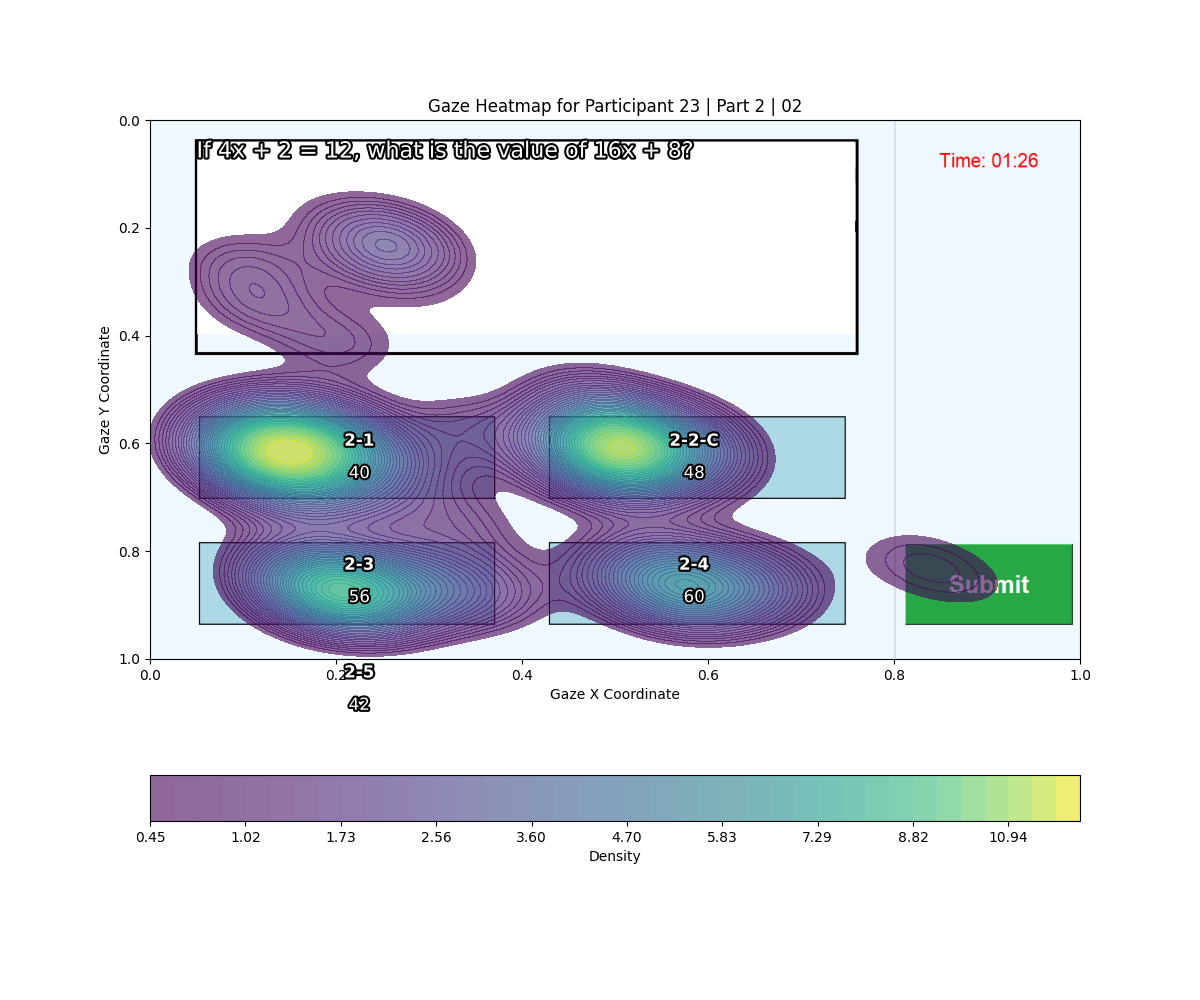 Gaze Heatmap for Participant 23 | Part 2 | 02
If 4x + 2 = 12, what is the value of 16x + 8?
Time: 01:26
0.0
0.2
0.4
0.6
0.8
1.0
Gaze Y Coordinate
2-1
40
2-2-C
48
2-3
56
2-4
60
Submit
2-5
42
0.0 0.2 0.4 0.6 0.8 1.0
Gaze X Coordinate
0.45 1.02 1.73 2.56 3.60 4.70 5.83 7.29 8.82 10.94
Density